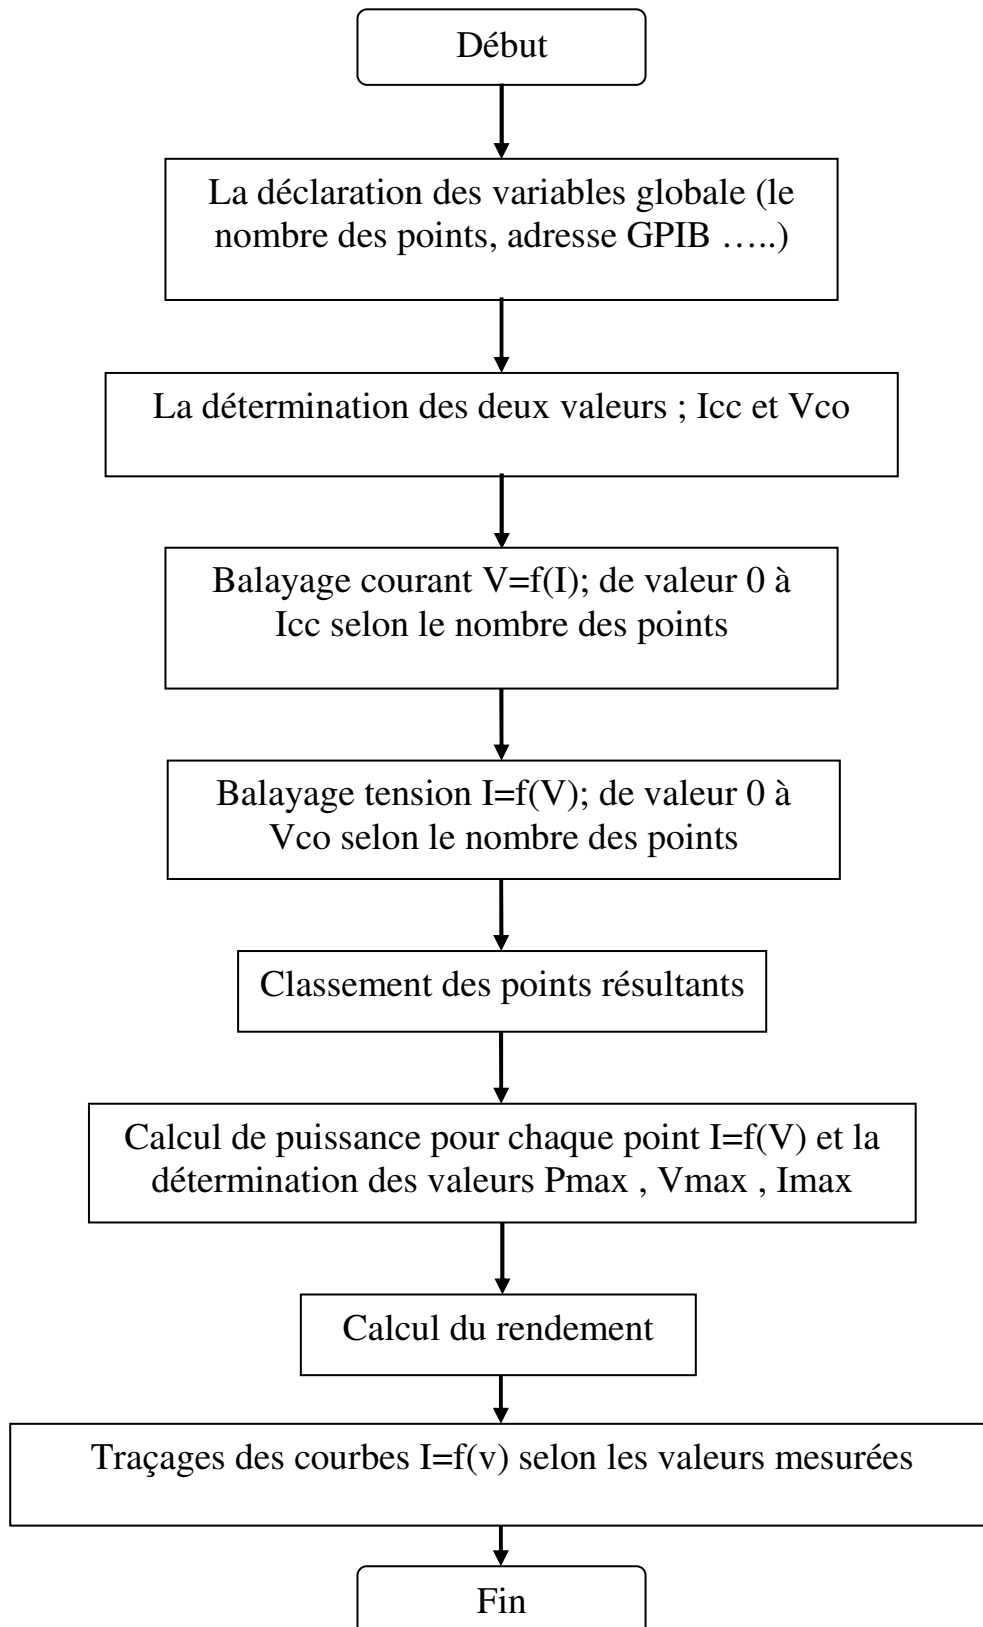 Début
La déclaration des variables globale (le
nombre des points, adresse GPIB …..)
La détermination des deux valeurs ; Icc et Vco
Balayage courant V=f(I); de valeur 0 à
Icc selon le nombre des points
Balayage tension I=f(V); de valeur 0 à
Vco selon le nombre des points
Classement des points résultants
Calcul de puissance pour chaque point I=f(V) et la
détermination des valeurs Pmax , Vmax , Imax
Calcul du rendement
Traçages des courbes I=f(v) selon les valeurs mesurées
Fin